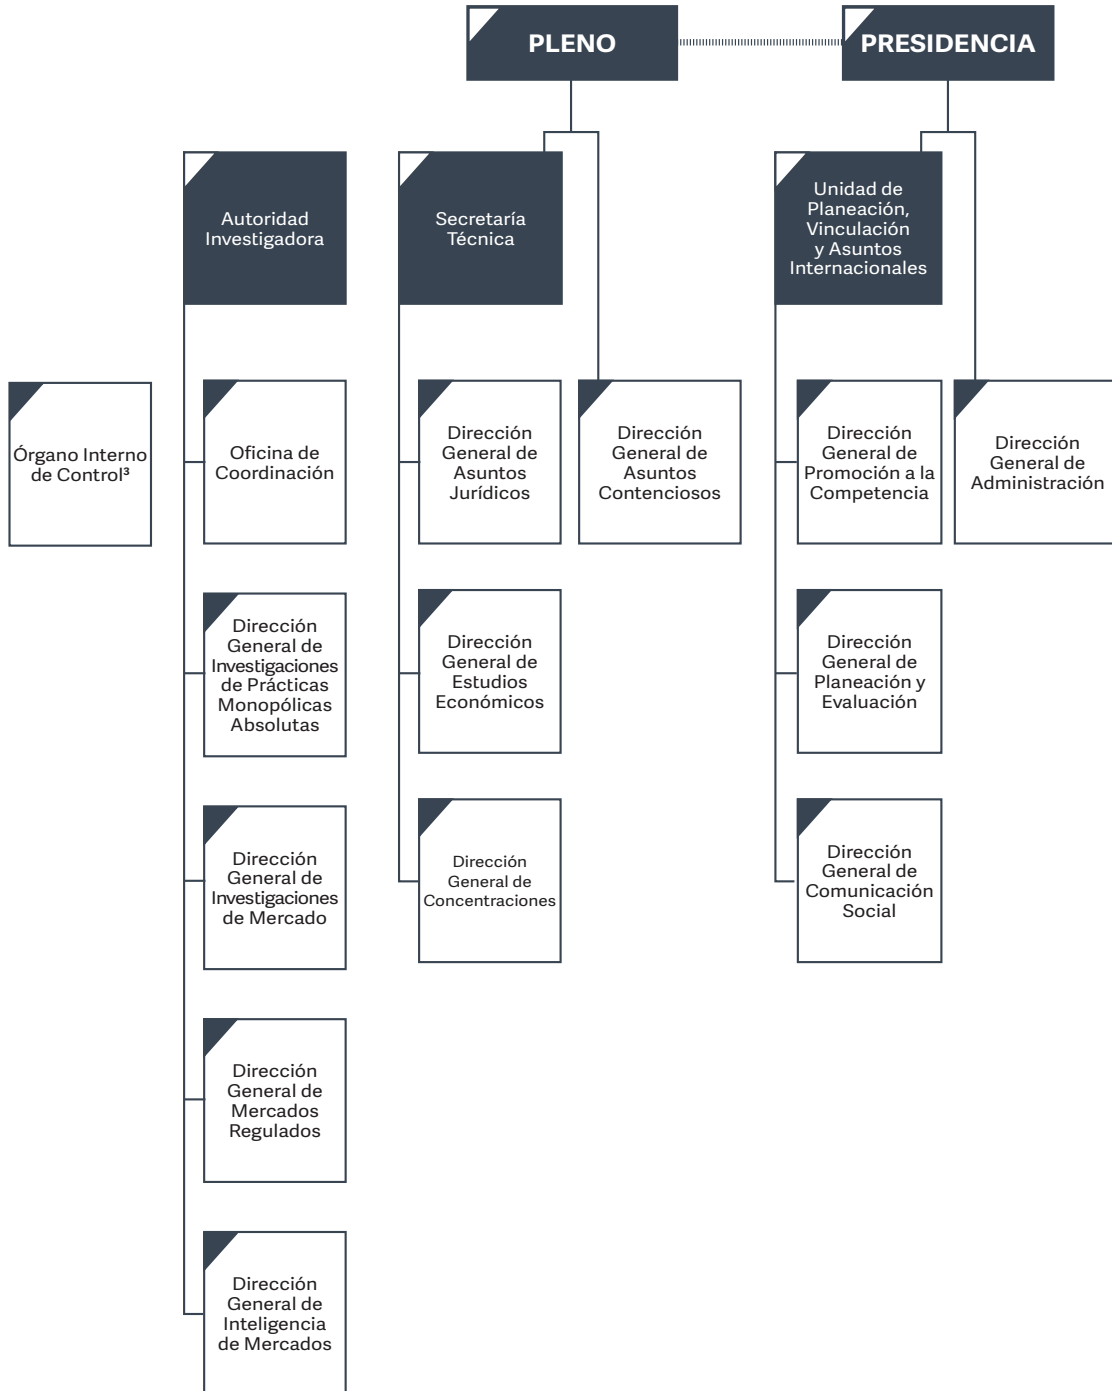 PLENO
PRESIDENCIA
Autoridad
Investigadora
Secretaría
Técnica
Unidad de
Planeación,
Vinculación
y Asuntos
Internacionales
Órgano Interno
de Control³
Oficina de
Coordinación
Dirección
General de
Asuntos
Jurídicos
Dirección
General de
Asuntos
Contenciosos
Dirección
General de
Promoción a la
Competencia
Dirección
General de
Administración
Dirección
General de
Investigaciones
de Prácticas
Monopólicas
Absolutas
Dirección
General de
Estudios
Económicos
Dirección
General de
Planeación y
Evaluación
Dirección
General de
Investigaciones
de Mercado
Dirección
General de
Concentraciones
Dirección
General de
Comunicación
Social
Dirección
General de
Mercados
Regulados
Dirección
General de
Inteligencia
de Mercados